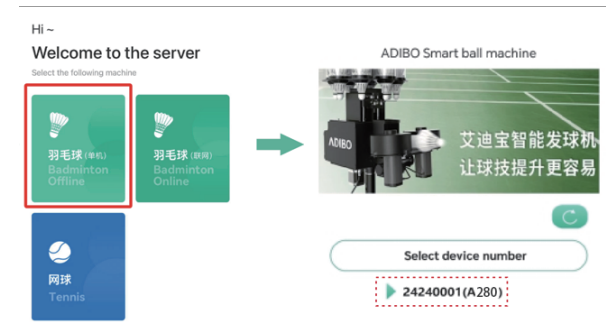 Hi ~
Welcome to the server
Select the following machine
羽毛球(单机)
Badminton
Offline
羽毛球(联网)
Badminton
Online
网球
Tennis
ADIBO Smart ball machine
ADIBO
艾迪宝智能发球机
让球技提升更容易
Select device number
24240001(A280)